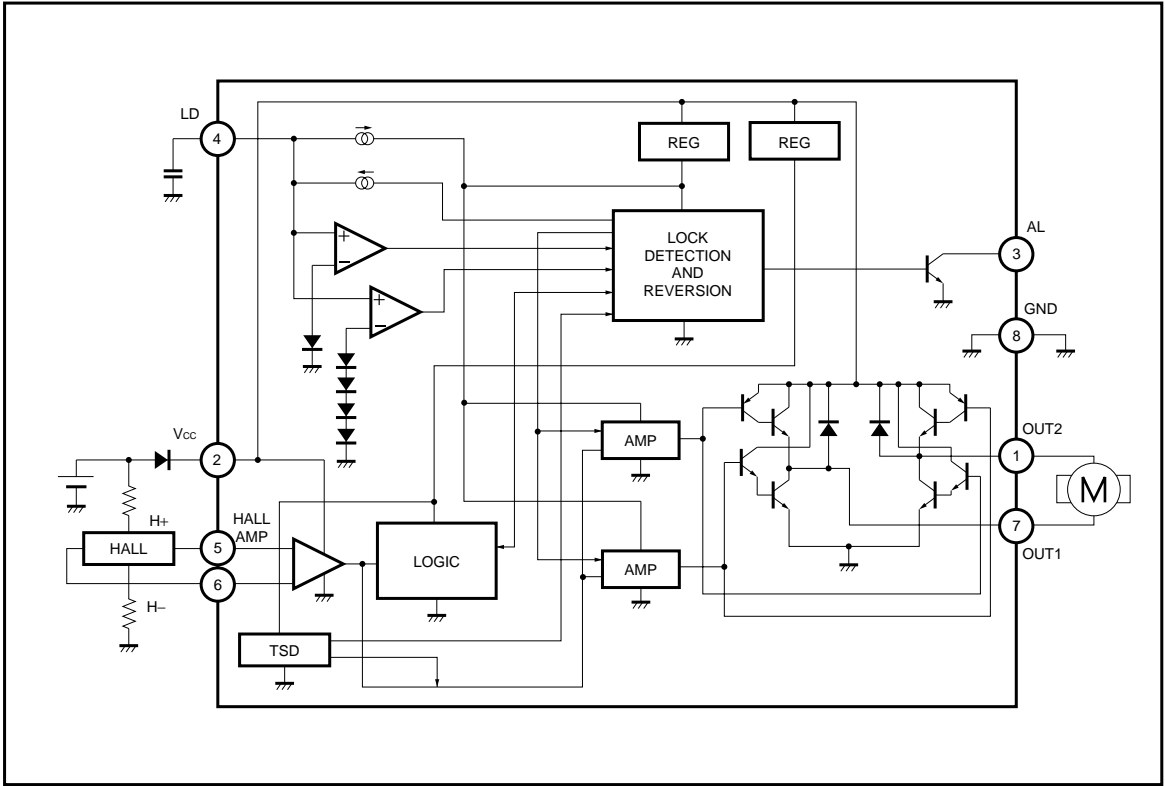 LD
4
REG
REG
LOCK
DETECTION
AND
REVERSION
AL
3
GND
8
+
−
+
−
VCC
2
AMP
OUT2
1
M
7
OUT1
H+
HALL
HALL
AMP
5
6
H−
LOGIC
AMP
TSD